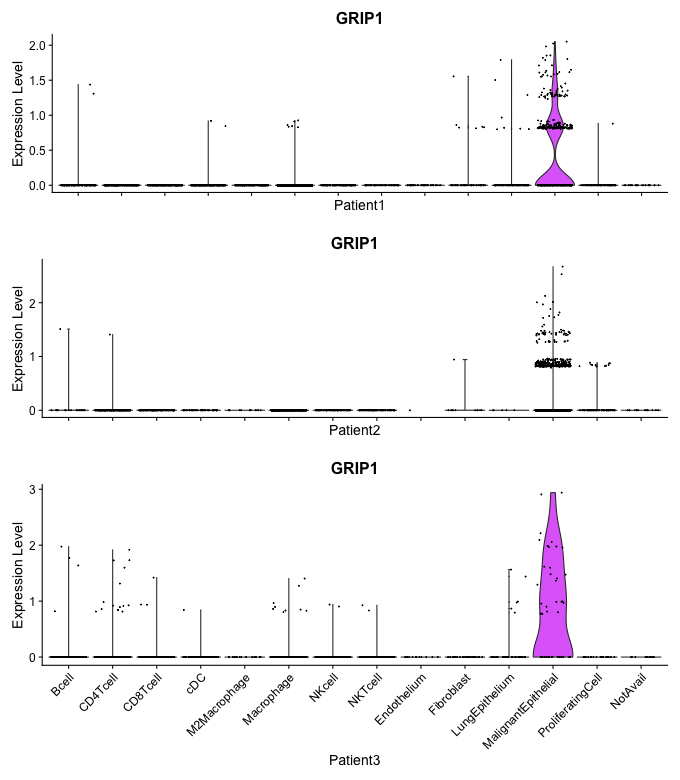 GRIP1
Expression Level
2.0
1.5
1.0
0.5
0.0
Patient1
GRIP1
Expression Level
2
1
0
Patient2
GRIP1
Expression Level
3
2
1
0
Bcell
CD4Tcell
CD8Tcell
cDC
M2Macrophage
Macrophage
NKcell
NKTcell
Endothelium
Fibroblast
LungEpithelium
MalignantEpithelial
ProliferatingCell
NotAvail
Patient3